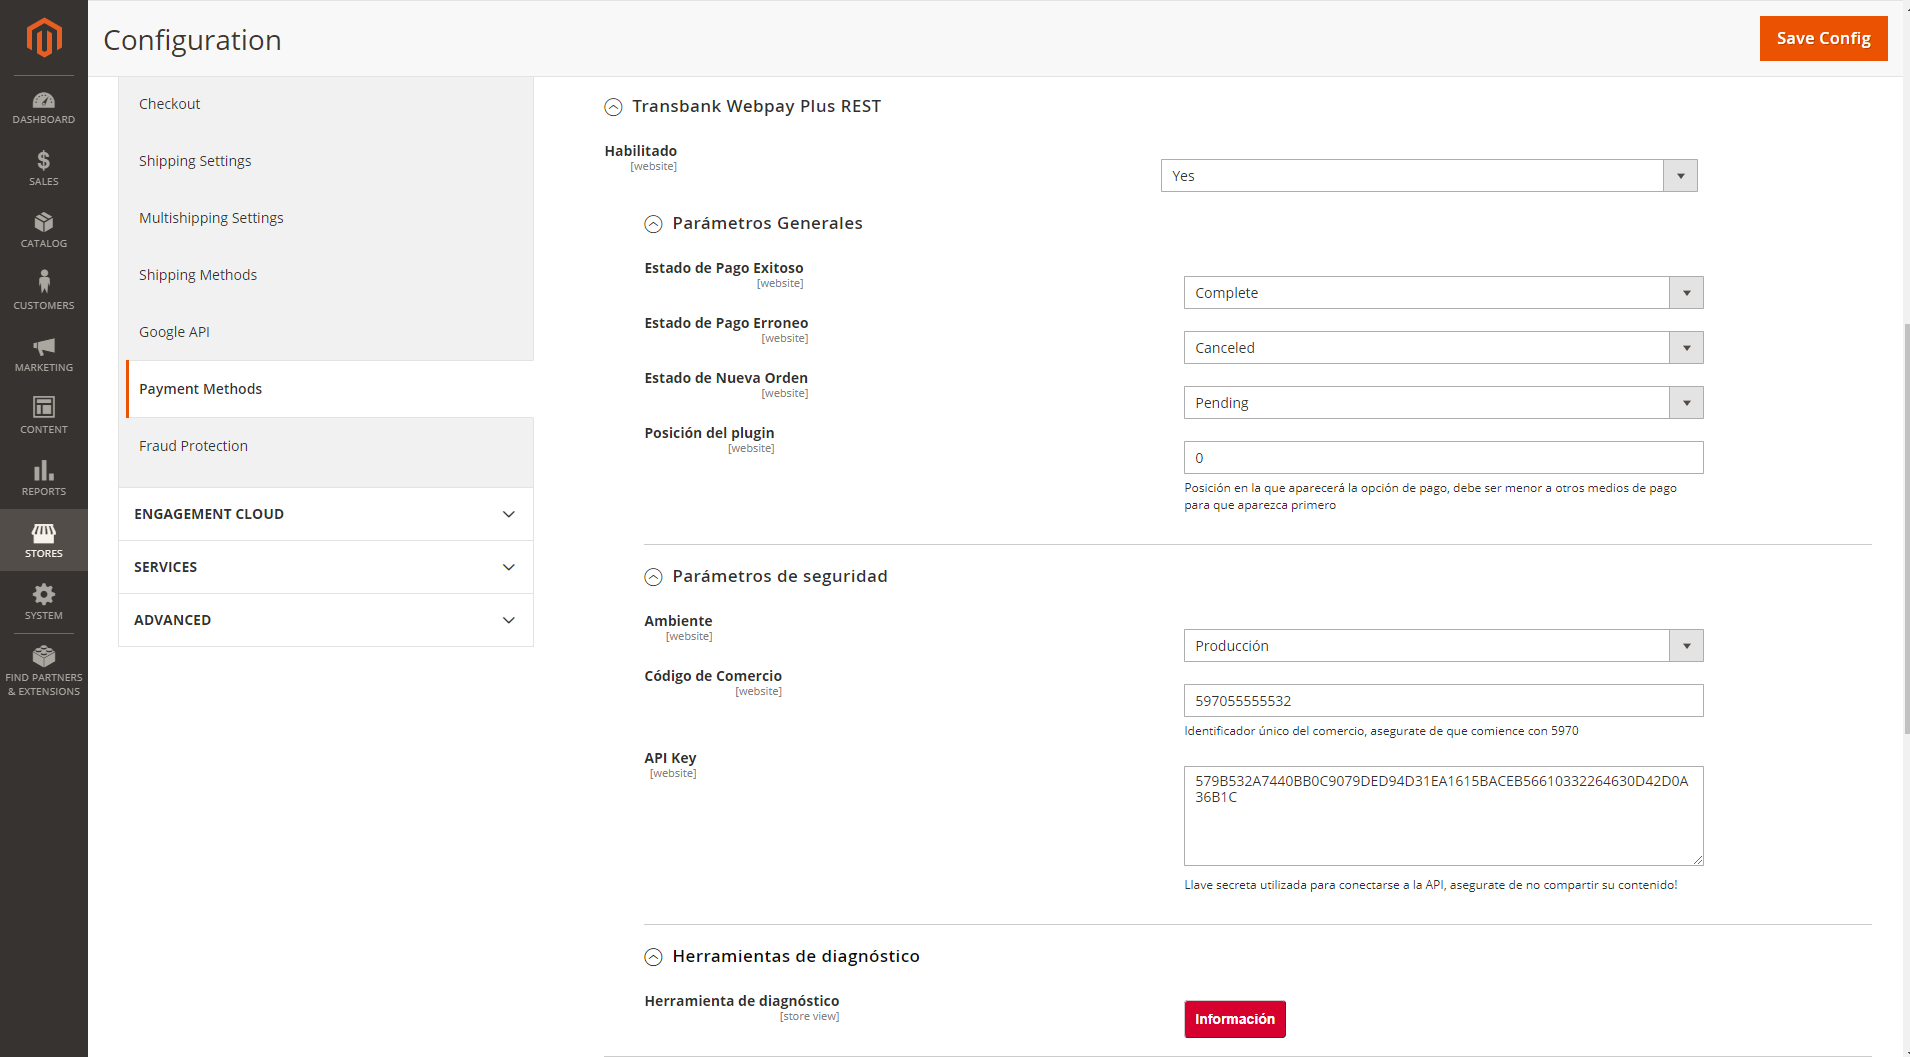 Configuration
Save Config
DASHBOARD
SALES
CATALOG
CUSTOMERS
MARKETING
CONTENT
REPORTS
STORES
SYSTEM
FIND PARTNERS
& EXTENSIONS
Checkout
Shipping Settings
Multishipping Settings
Shipping Methods
Google API
Payment Methods
Fraud Protection
ENGAGEMENT CLOUD
SERVICES
ADVANCED
Transbank Webpay Plus REST
Habilitado
[website]
Yes
Parámetros Generales
Estado de Pago Exitoso
[website]
Complete
Estado de Pago Erroneo
[website]
Canceled
Estado de Nueva Orden
[website]
Pending
Posición del plugin
[website]
0
Posición en la que aparecerá la opción de pago, debe ser menor a otros medios de pago
para que aparezca primero
Parámetros de seguridad
Ambiente
[website]
Producción
Código de Comercio
[website]
597055555532
Identificador único del comercio, asegurate de que comience con 5970
API Key
[website]
579B532A7440BB0C9079DED94D31EA1615BACEB56610332264630D42D0A
36B1C
Llave secreta utilizada para conectarse a la API, asegurate de no compartir su contenido!
Herramientas de diagnóstico
Herramienta de diagnóstico
[store view]
Información